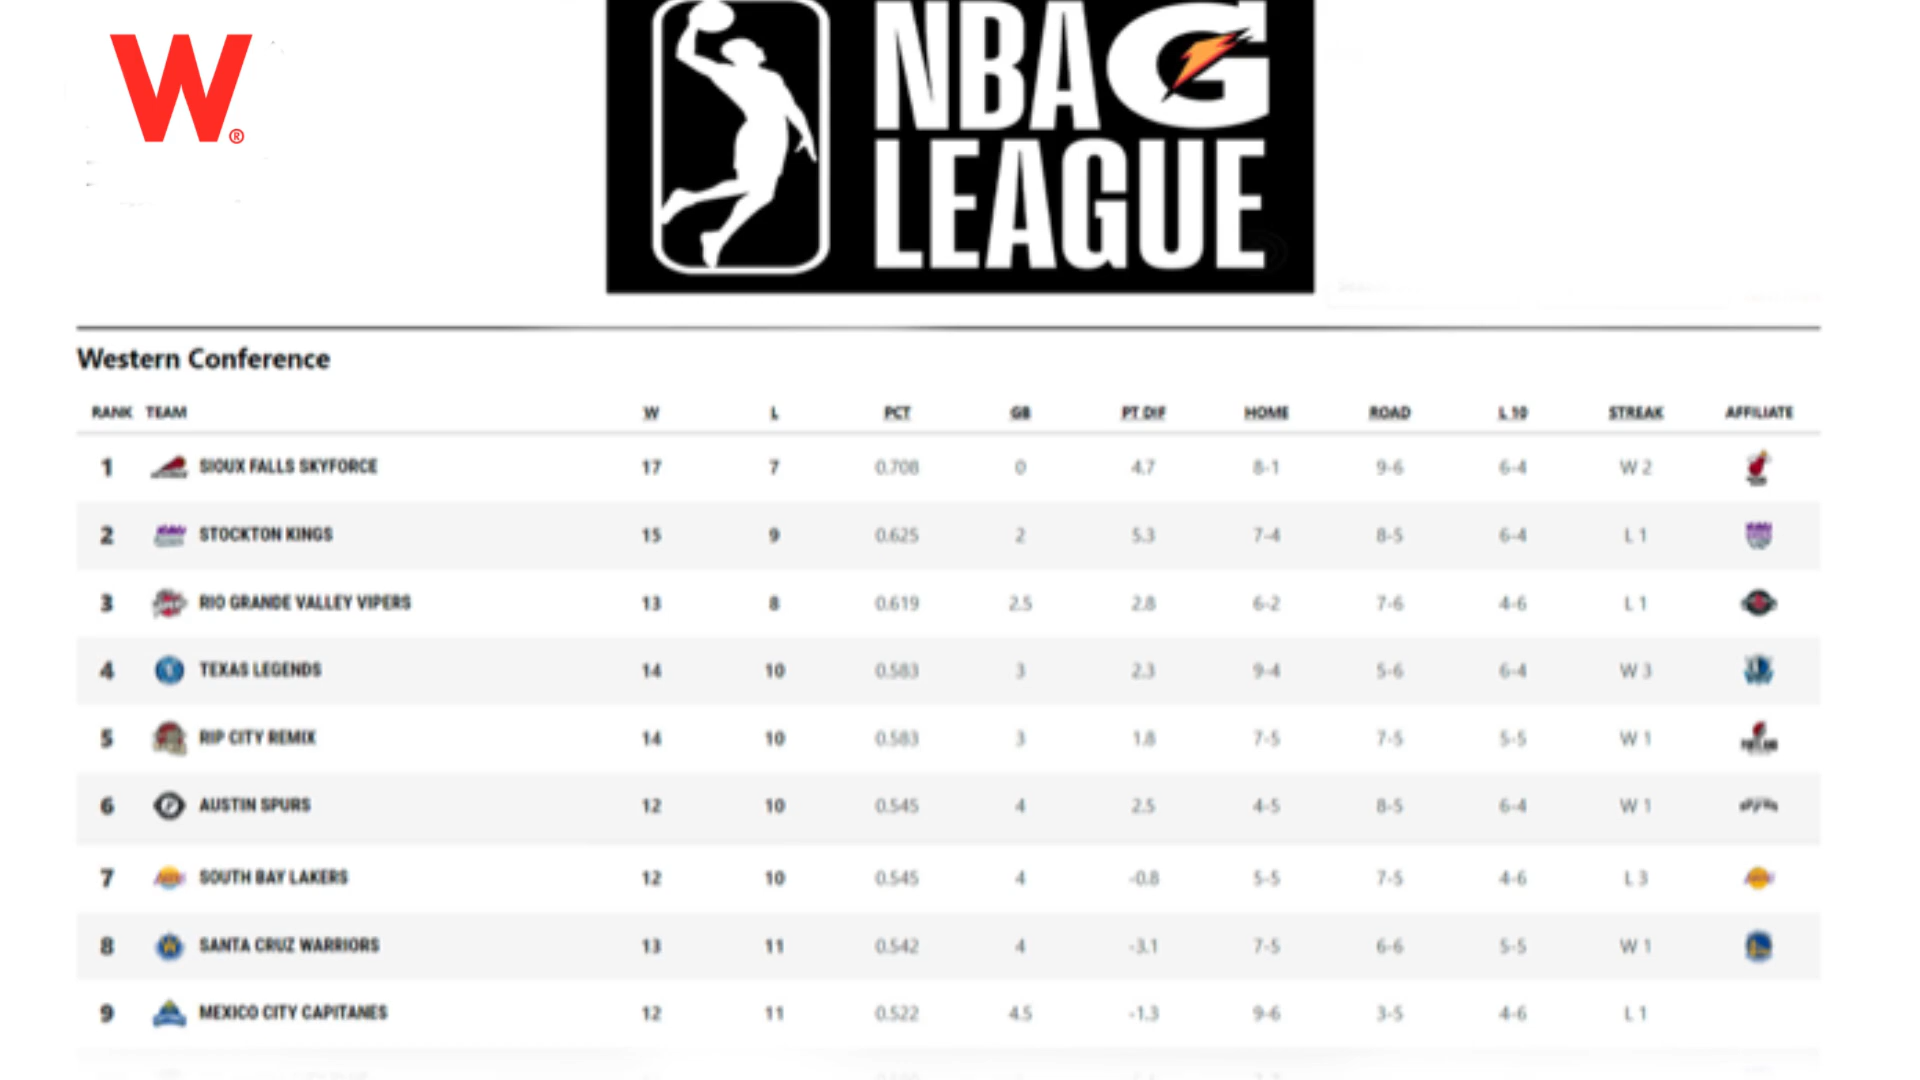 W®
NBA G
LEAGUE
Western Conference
RANK TEAM W L PCT GB PT DIF HOME ROAD L 10 STREAK AFFILIATE
1 SIOUX FALLS SKYFORCE 17 7 0.708 0 4.7 8-1 9-6 6-4 W 2
2 STOCKTON KINGS 15 9 0.625 2 5.3 7-4 8-5 6-4 L 1
3 RIO GRANDE VALLEY VIPERS 13 8 0.619 2.5 2.8 6-2 7-6 4-6 L 1
4 TEXAS LEGENDS 14 10 0.583 3 2.3 9-4 5-6 6-4 W 3
5 RIP CITY REMIX 14 10 0.583 3 1.8 7-5 7-5 5-5 W 1
6 AUSTIN SPURS 12 10 0.545 4 2.5 4-5 8-5 6-4 W 1
7 SOUTH BAY LAKERS 12 10 0.545 4 -0.8 5-5 7-5 4-6 L 3
8 SANTA CRUZ WARRIORS 13 11 0.542 4 -3.1 7-5 6-6 5-5 W 1
9 MEXICO CITY CAPITANES 12 11 0.522 4.5 -1.3 9-6 3-5 4-6 L 1